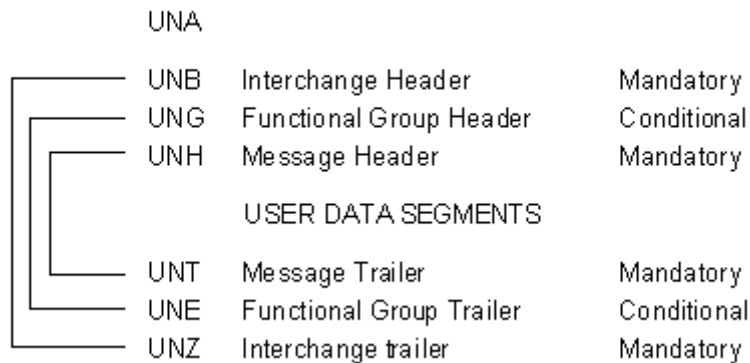 UNA
UNB Interchange Header Mandatory
UNG Functional Group Header Conditional
UNH Message Header Mandatory
USER DATA SEGMENTS
UNT Message Trailer Mandatory
UNE Functional Group Trailer Conditional
UNZ Interchange trailer Mandatory